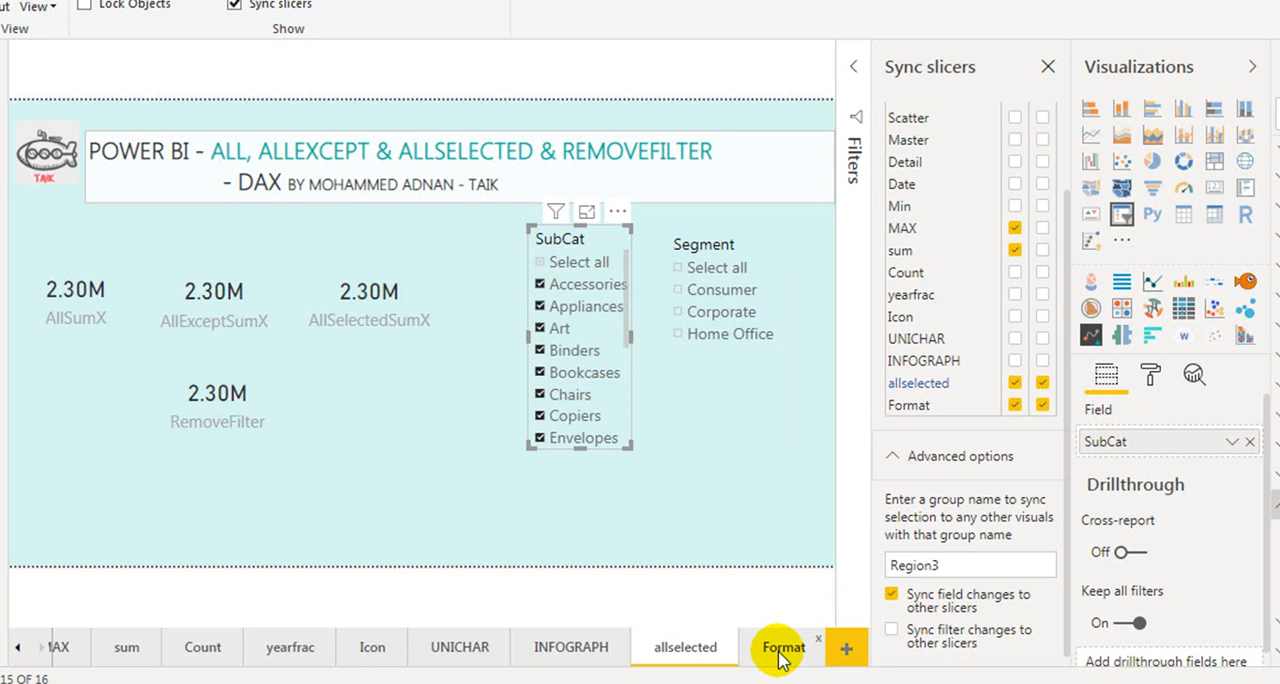 ut View
Lock Objects
Sync slicers
View
Show
TAIK
POWER BI - ALL, ALLEXCEPT & ALLSELECTED & REMOVEFILTER
- DAX BY MOHAMMED ADNAN - TAIK
2.30M
AllSumX
2.30M
AllExceptSumX
2.30M
AllSelectedSumX
2.30M
RemoveFilter
SubCat
Select all
Accessories
Appliances
Art
Binders
Bookcases
Chairs
Copiers
Envelopes
Segment
Select all
Consumer
Corporate
Home Office
Filters
Sync slicers
Scatter
Master
Detail
Date
Min
MAX
sum
Count
yearfrac
Icon
UNICHAR
INFOGRAPH
allselected
Format
Advanced options
Enter a group name to sync
selection to any other visuals
with that group name
Region3
Sync field changes to
other slicers
Sync filter changes to
other slicers
Visualizations
Py
R
Field
SubCat
Drillthrough
Cross-report
Off
Keep all filters
On
Add drillthrough fields here
MAX
sum
Count
yearfrac
Icon
UNICHAR
INFOGRAPH
allselected
Format
15 OF 16